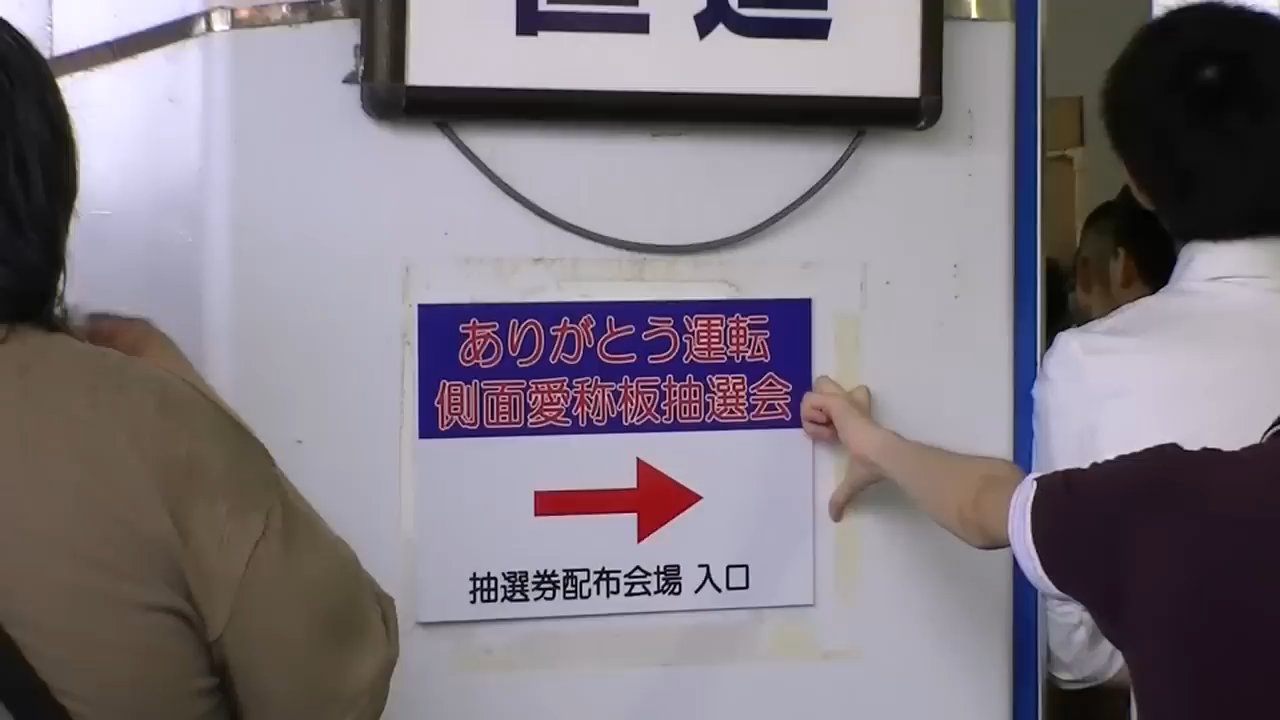 ありがとう運転
側面愛称板抽選会
抽選券配布会場 入口